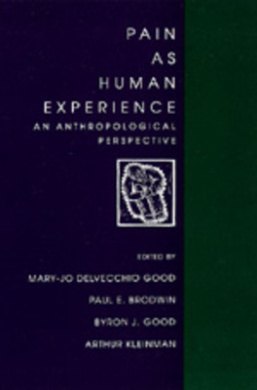 PAIN
AS
HUMAN
EXPERIENCE
AN ANTHROPOLOGICAL
PERSPECTIVE
EDITED BY
MARY-JO DELVECCHIO GOOD
PAUL E. BRODWIN
BYRON J. GOOD
ARTHUR KLEINMAN